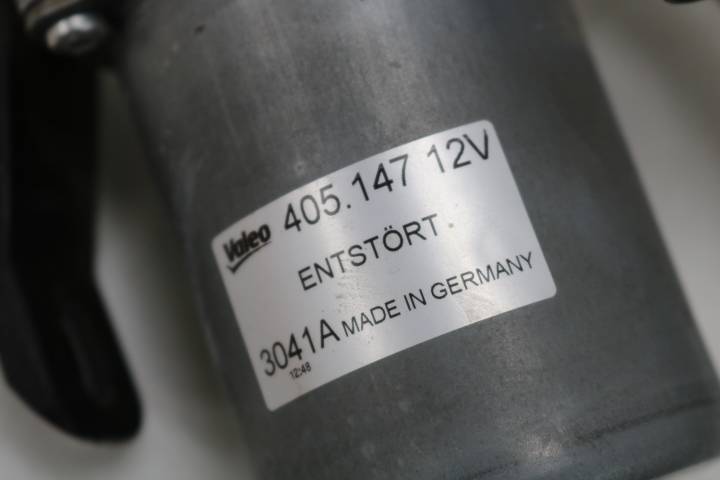 Valeo 405.147 12V
ENTSTÖRT
3041A MADE IN GERMANY
12:48